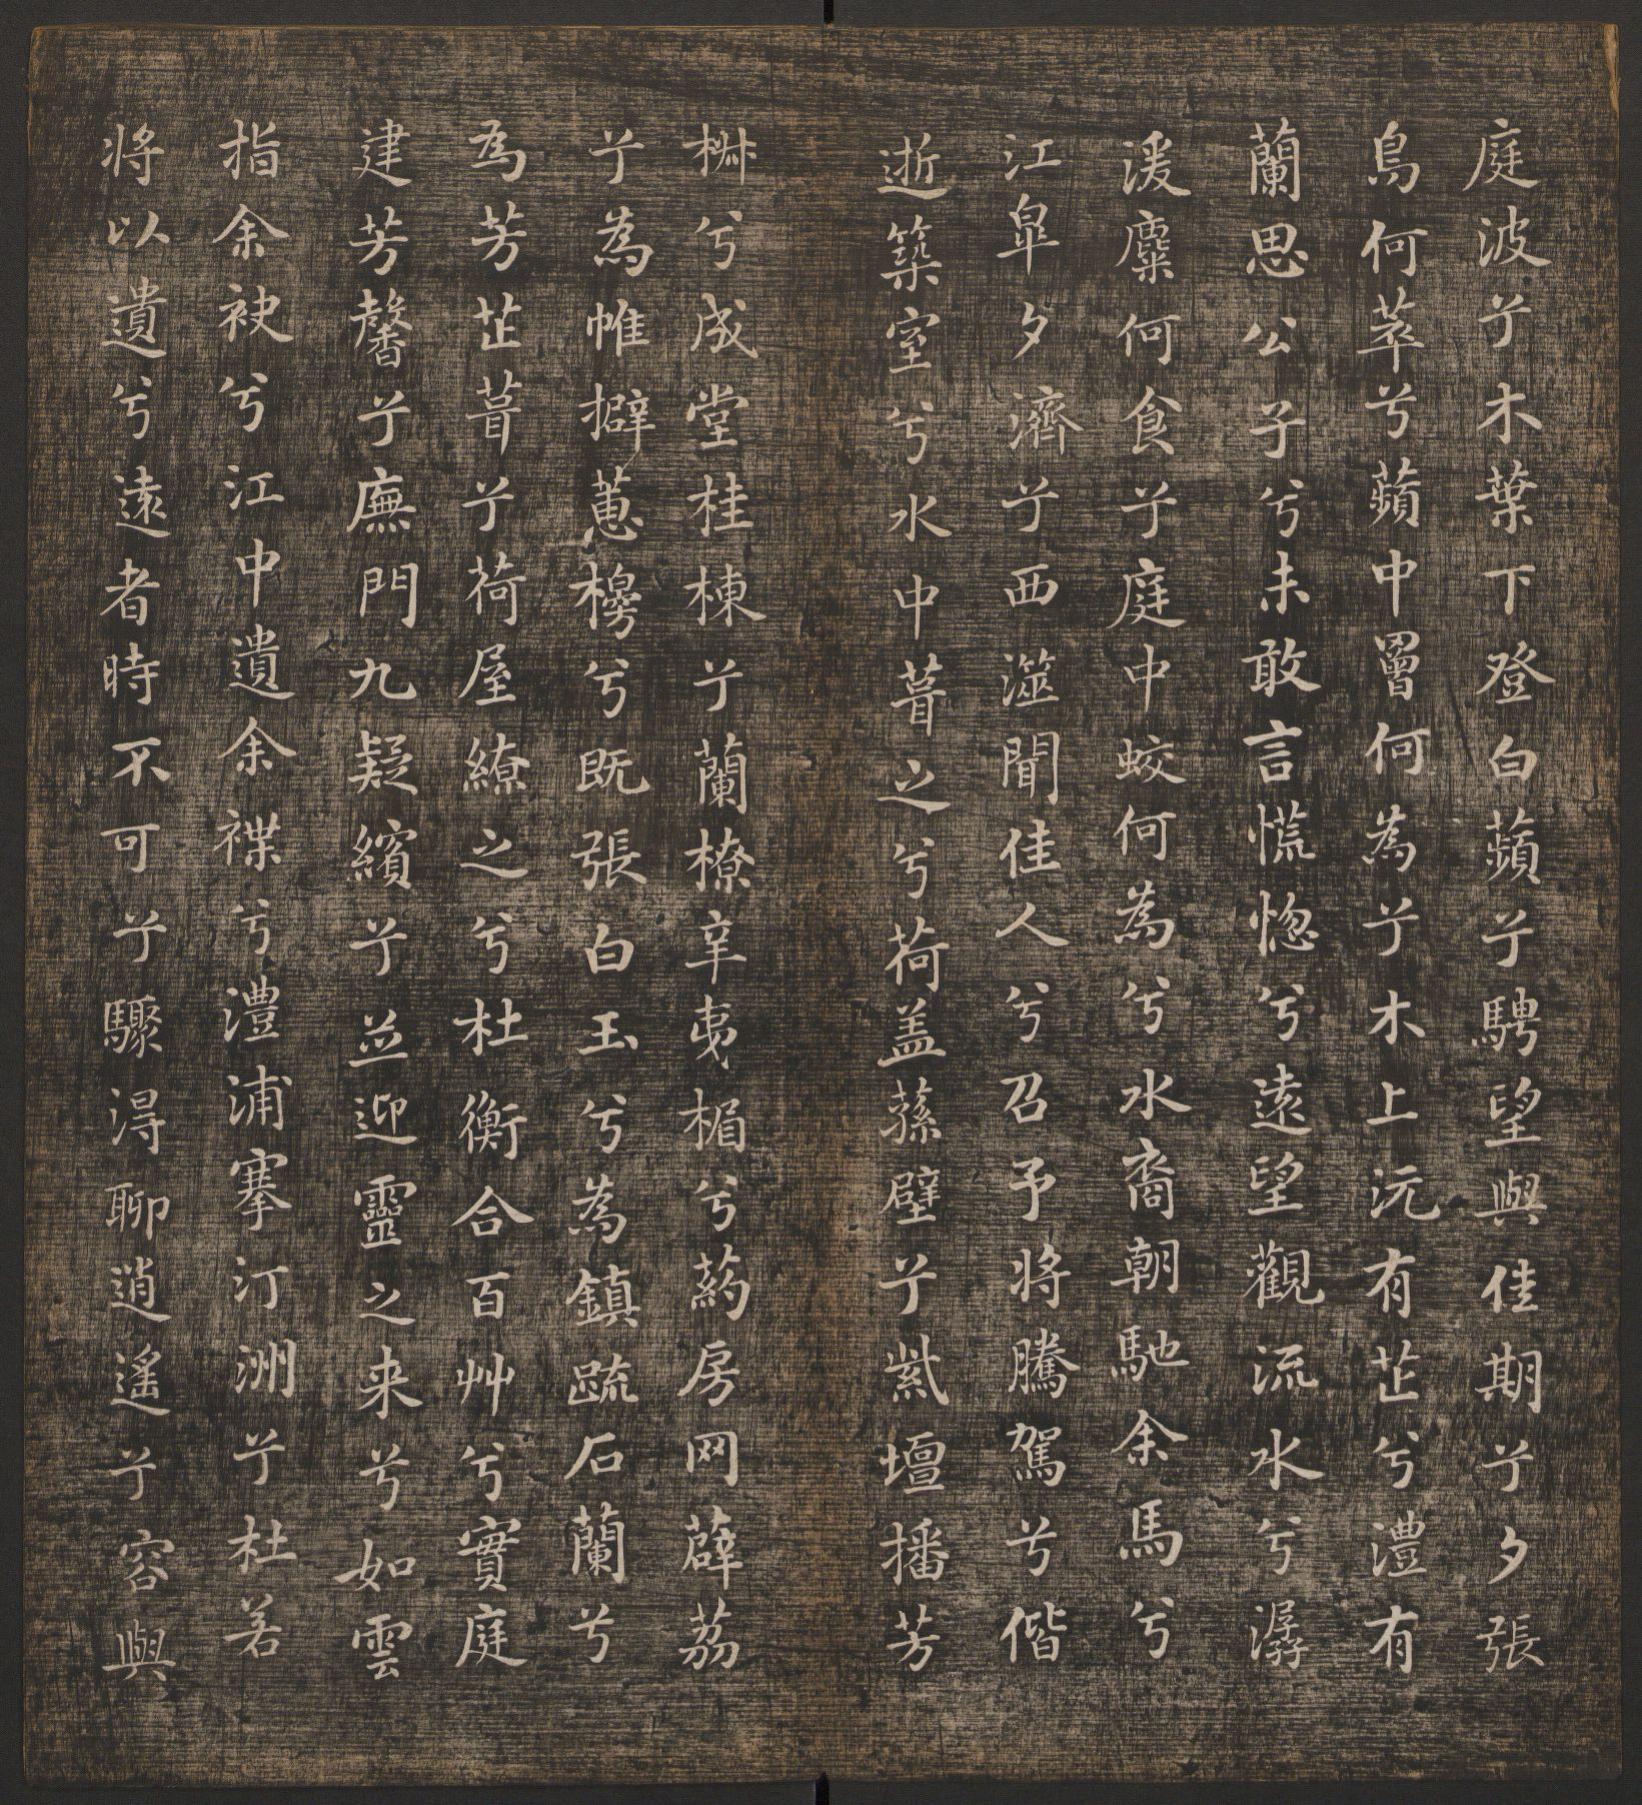 庭波兮木葉下登白蘋兮騁望與佳期兮夕張
鳥何萃兮蘋中罾何為兮木上沅有芷兮澧有
蘭思公子兮未敢言慌惚兮遠望觀流水兮潺
湲麋何食兮庭中蛟何為兮水裔朝馳余馬兮
江皋夕濟兮西澨聞佳人兮召予將騰駕兮偕
逝築室兮水中葺之兮荷盖蓀壁兮紫壇播芳
椒兮成堂桂棟兮蘭橑辛夷楣兮葯房网薜荔
兮為帷擗蕙櫋兮既張白玉兮為鎮疏石蘭兮
為芳芷葺兮荷屋繚之兮杜衡合百艸兮實庭
建芳馨兮廡門九疑繽兮並迎靈之来兮如雲
指余袂兮江中遺余褋兮澧浦搴汀洲兮杜若
將以遺兮遠者時不可兮驟得聊逍遙兮容與